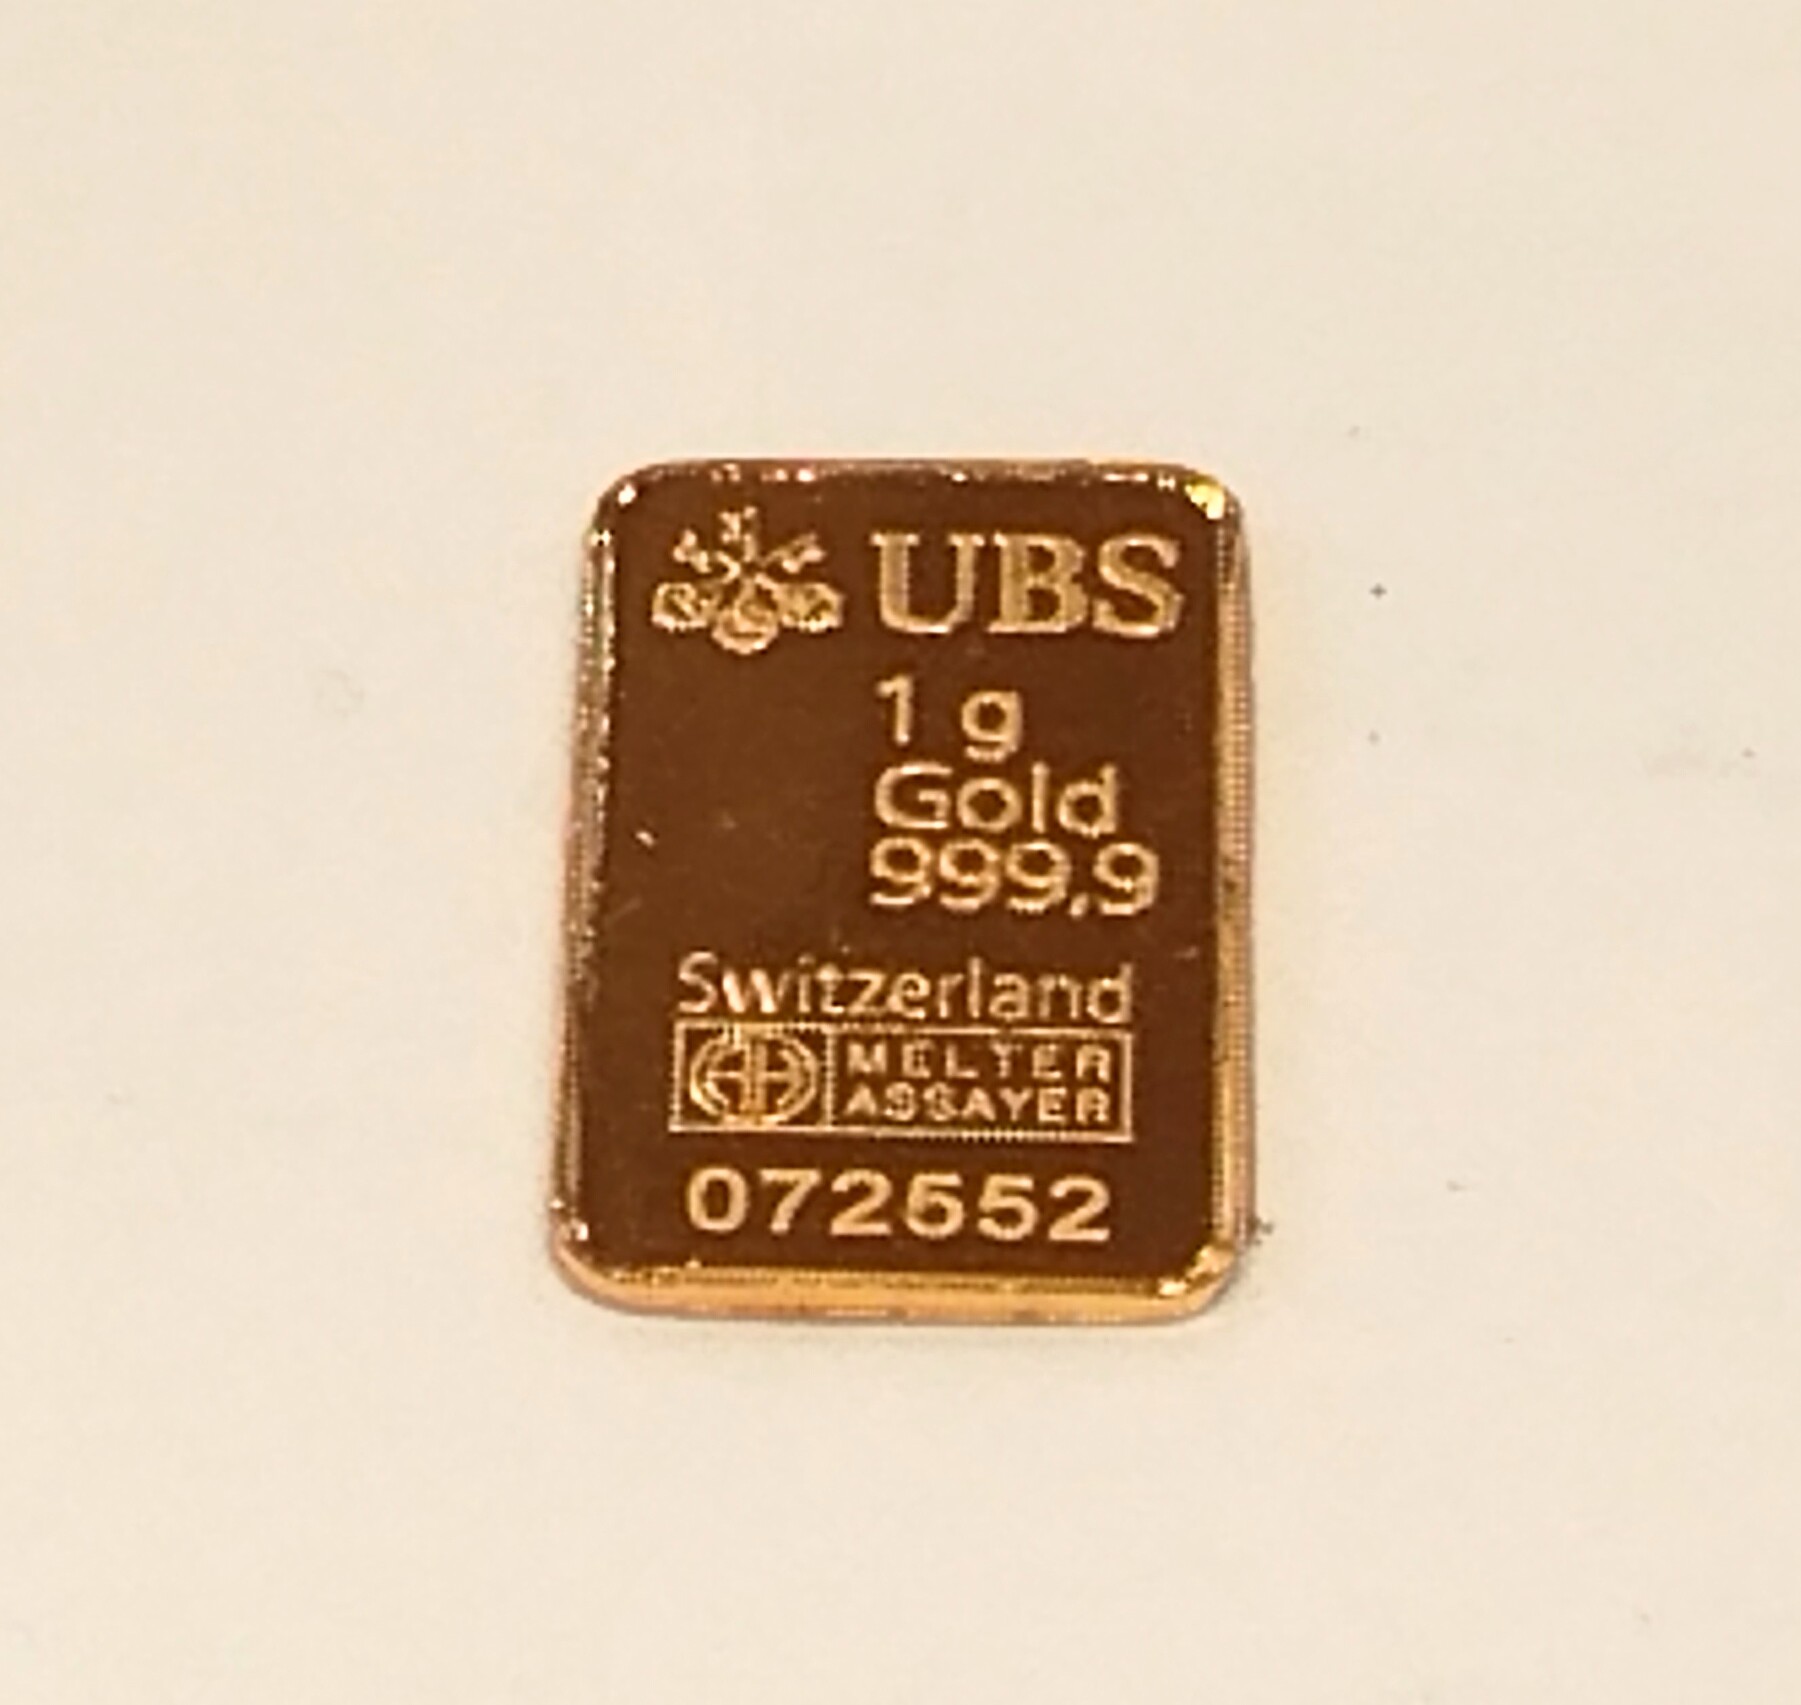 UBS
1 g
Gold
999.9
Switzerland
MELTER
ASSAYER
072552